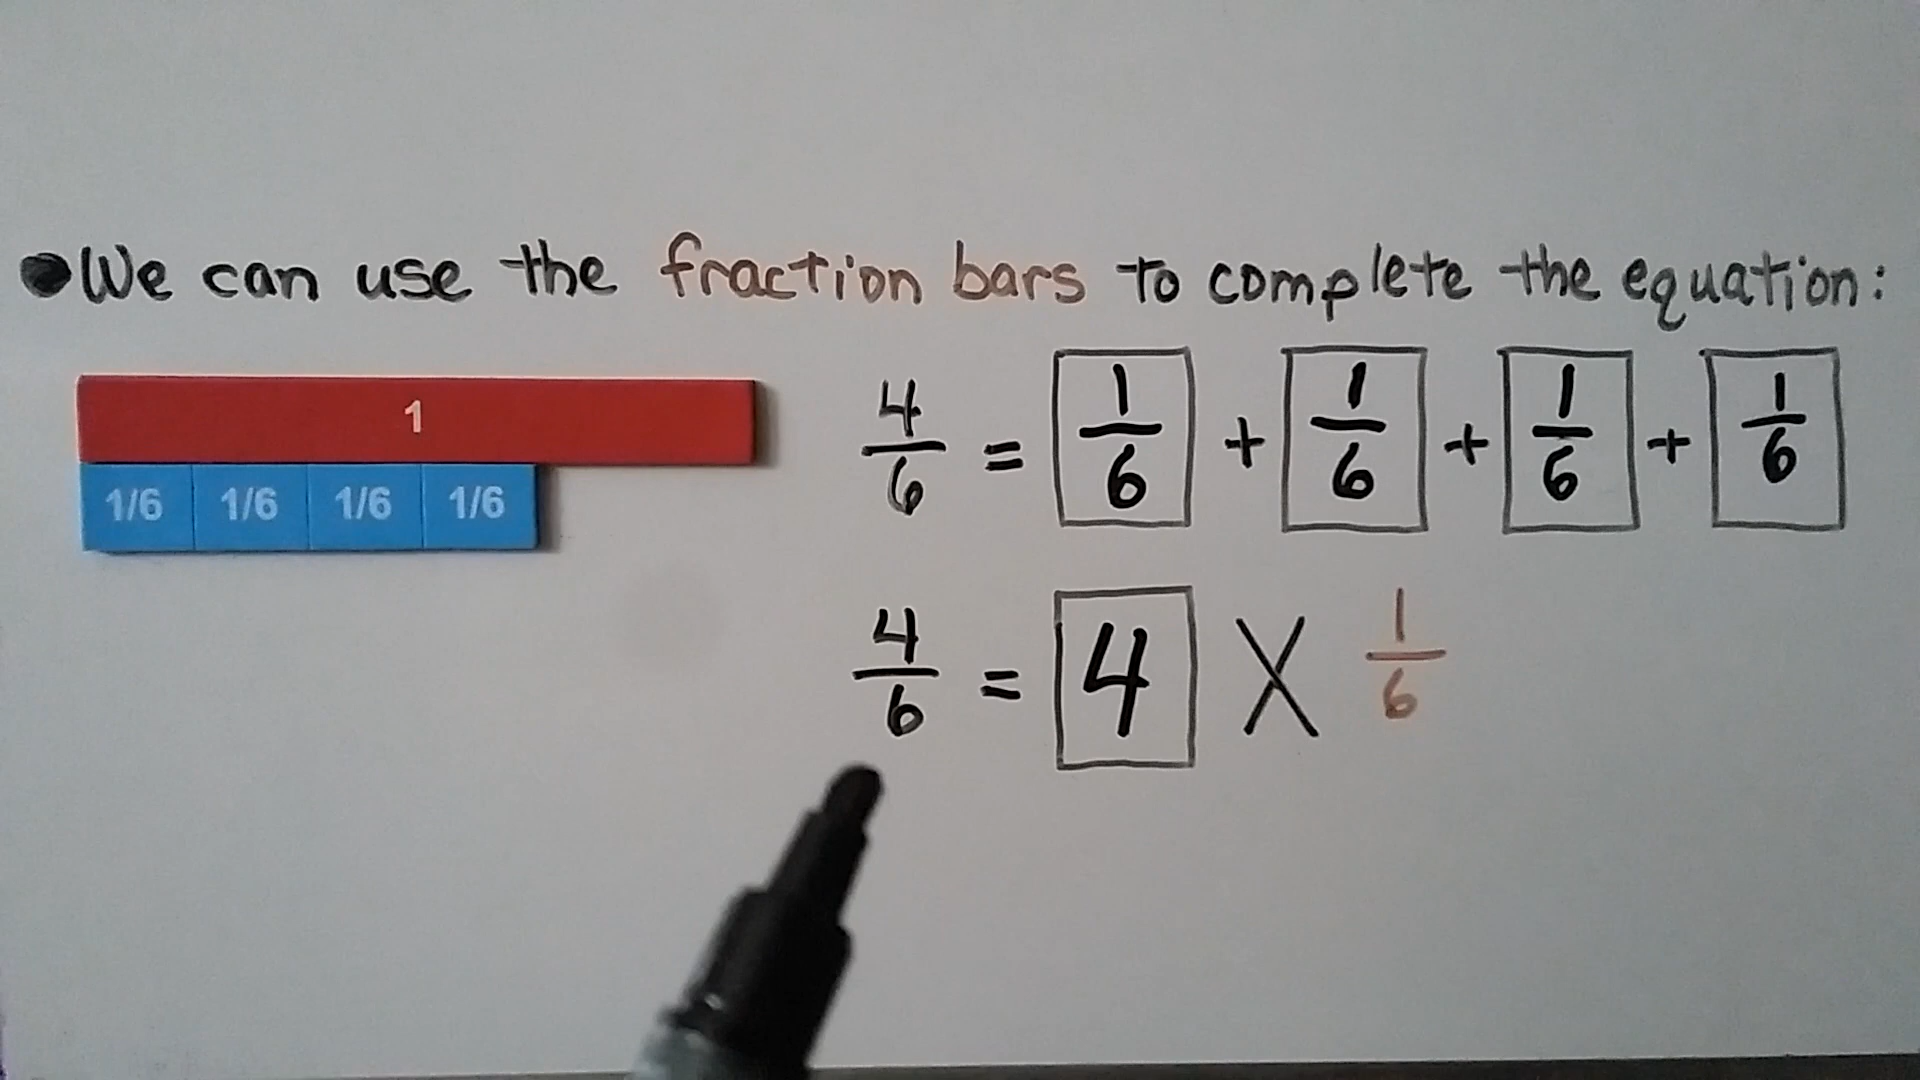 ●We can use the fraction bars to complete the equation:
1
1/6 1/6 1/6 1/6
4/6 = 1/6 + 1/6 + 1/6 + 1/6
4/6 = 4 X 1/6